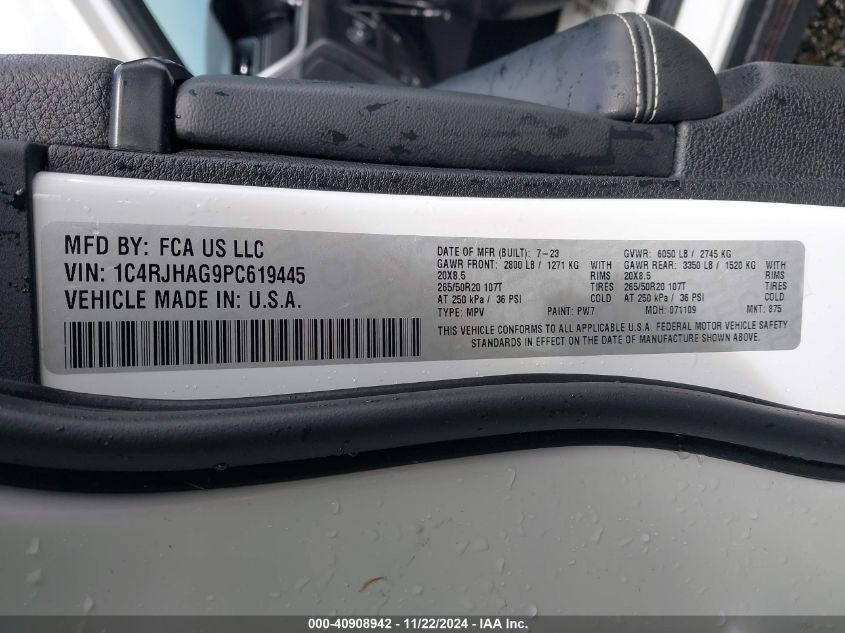 MFD BY: FCA US LLC
VIN: 1C4RJHAG9PC619445
VEHICLE MADE IN: U.S.A.
DATE OF MFR (BUILT): 7-23 GVWR: 6050 LB / 2745 KG
GAWR FRONT: 2800 LB / 1271 KG WITH GAWR REAR: 3350 LB / 1520 KG WITH
20X8.5 RIMS 20X8.5 RIMS
265/50R20 107T TIRES 265/50R20 107T TIRES
AT 250 kPa / 36 PSI COLD AT 250 kPa / 36 PSI COLD
TYPE: MPV PAINT: PW7 MDH: 071109 MKT: 875
THIS VEHICLE CONFORMS TO ALL APPLICABLE U.S.A. FEDERAL MOTOR VEHICLE SAFETY
STANDARDS IN EFFECT ON THE DATE OF MANUFACTURE SHOWN ABOVE.
000-40908942 - 11/22/2024 - IAA Inc.